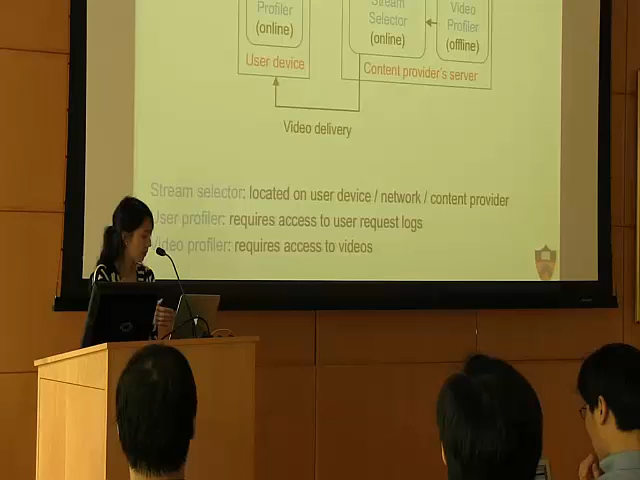 Profiler
(online)
Stream
Selector
(online)
Video
Profiler
(offline)
User device
Content provider's server
Video delivery
Stream selector: located on user device / network / content provider
User profiler: requires access to user request logs
Video profiler: requires access to videos